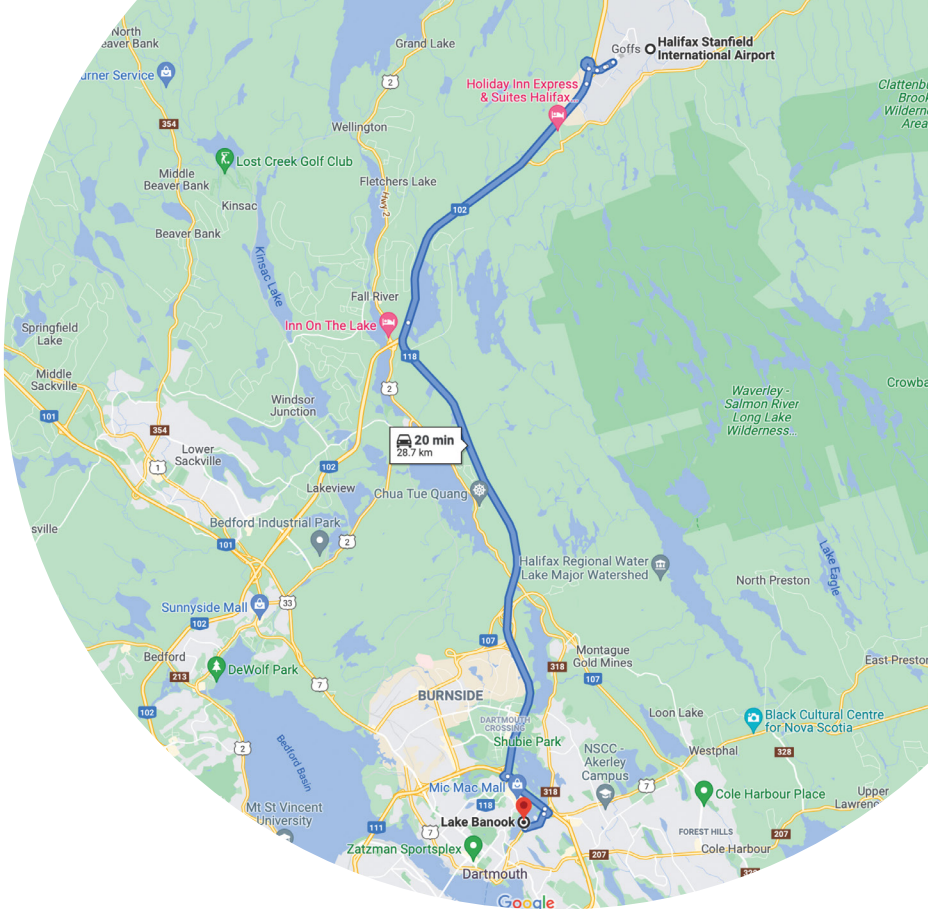 North
eaver Bank
Grand Lake
Goffs
Halifax Stanfield
International Airport
urner Service
2
Holiday Inn Express
& Suites Halifax
Clattenbu
Brook
Wilderne
Area
354
Wellington
Lost Creek Golf Club
Middle
Beaver Bank
Fletchers Lake
Kinsac
Hwy 2
102
Beaver Bank
Kinsac Lake
Fall River
Springfield
Lake
Inn On The Lake
118
Middle
Sackville
2
Crowba
Waverley -
Salmon River
Long Lake
Wilderness...
Windsor
Junction
101
354
20 min
28.7 km
Lower
Sackville
1
102
Lakeview
Chua Tue Quang
Bedford Industrial Park
sville
2
101
Halifax Regional Water
Lake Major Watershed
Lake Eagle
North Preston
Sunnyside Mall
33
102
107
Montague
Gold Mines
Bedford
318
East Preston
DeWolf Park
213
107
7
BURNSIDE
102
Loon Lake
Black Cultural Centre
for Nova Scotia
DARTMOUTH
CROSSING
Shubie Park
2
Bedford Basin
NSCC -
Akerley
Campus
Westphal
328
Mic Mac Mall
318
7
Cole Harbour Place
Upper
Lawrenc
118
Mt St Vincent
University
Lake Banook
111
7
FOREST HILLS
207
Zatzman Sportsplex
207
Cole Harbour
Dartmouth
Google